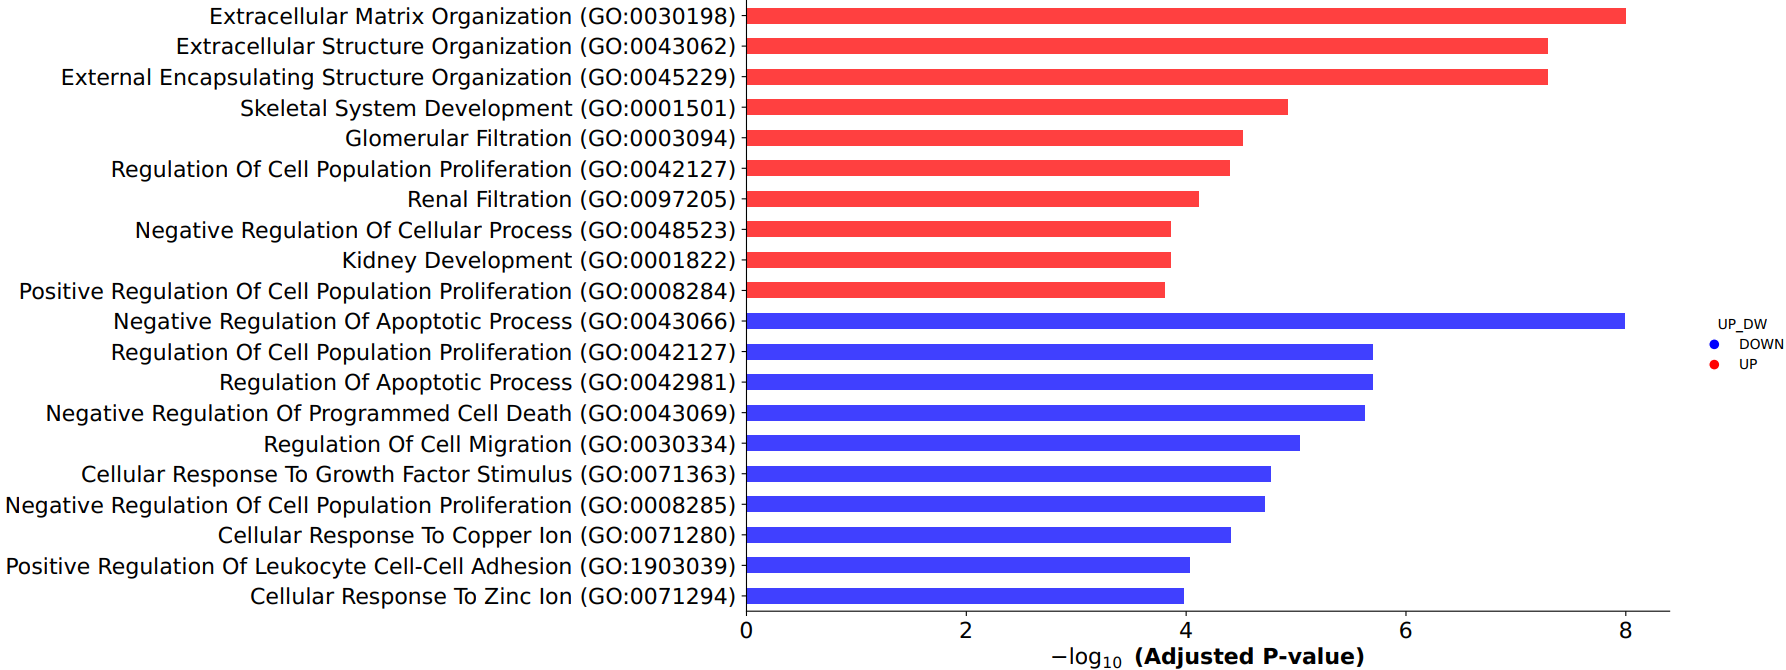 Extracellular Matrix Organization (GO:0030198)
Extracellular Structure Organization (GO:0043062)
External Encapsulating Structure Organization (GO:0045229)
Skeletal System Development (GO:0001501)
Glomerular Filtration (GO:0003094)
Regulation Of Cell Population Proliferation (GO:0042127)
Renal Filtration (GO:0097205)
Negative Regulation Of Cellular Process (GO:0048523)
Kidney Development (GO:0001822)
Positive Regulation Of Cell Population Proliferation (GO:0008284)
Negative Regulation Of Apoptotic Process (GO:0043066)
Regulation Of Cell Population Proliferation (GO:0042127)
Regulation Of Apoptotic Process (GO:0042981)
Negative Regulation Of Programmed Cell Death (GO:0043069)
Regulation Of Cell Migration (GO:0030334)
Cellular Response To Growth Factor Stimulus (GO:0071363)
Negative Regulation Of Cell Population Proliferation (GO:0008285)
Cellular Response To Copper Ion (GO:0071280)
Positive Regulation Of Leukocyte Cell-Cell Adhesion (GO:1903039)
Cellular Response To Zinc Ion (GO:0071294)
0 2 4 6 8
−log₁₀ (Adjusted P-value)
UP_DW
DOWN
UP